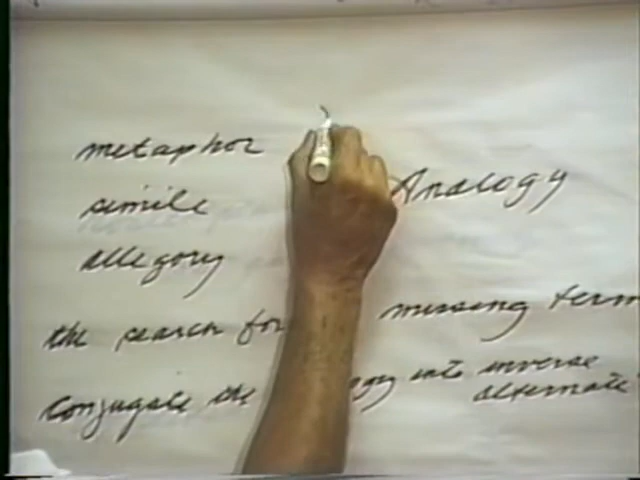 metaphor
simile
Analogy
allegory
the search for missing term
Conjugate the into inverse
alternate